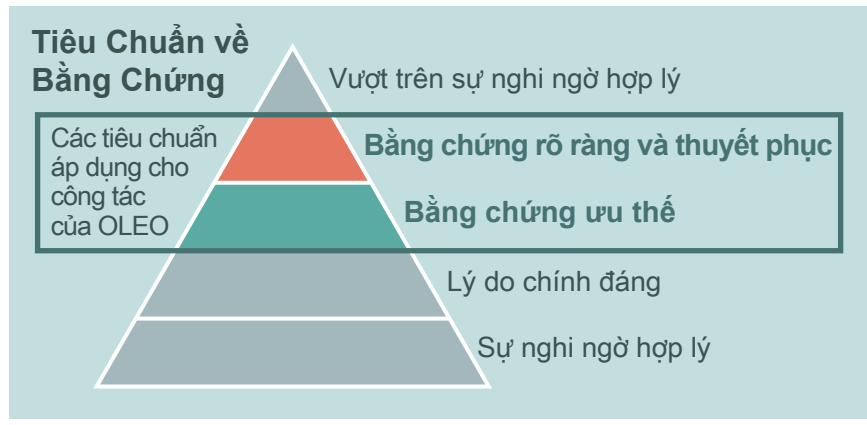 Tiêu Chuẩn về
Bằng Chứng
Vượt trên sự nghi ngờ hợp lý
Các tiêu chuẩn
áp dụng cho
công tác
của OLEO
Bằng chứng rõ ràng và thuyết phục
Bằng chứng ưu thế
Lý do chính đáng
Sự nghi ngờ hợp lý